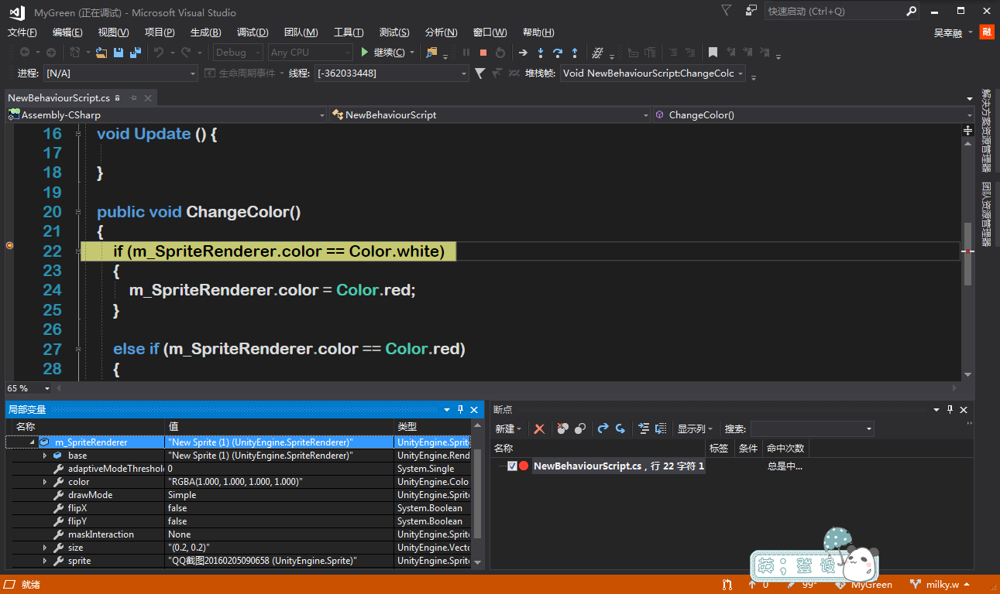 MyGreen (正在调试) - Microsoft Visual Studio
快速启动 (Ctrl+Q)
文件(F) 编辑(E) 视图(V) 项目(P) 生成(B) 调试(D) 团队(M) 工具(T) 测试(S) 分析(N) 窗口(W) 帮助(H)
吴幸融 融
Debug Any CPU 继续(C)
进程: [N/A] 生命周期事件 线程: [-362033448] 堆栈帧: Void NewBehaviourScript:ChangeColc
NewBehaviourScript.cs
Assembly-CSharp NewBehaviourScript ChangeColor()
16 void Update () {
17
18 }
19
20 public void ChangeColor()
21 {
22 if (m_SpriteRenderer.color == Color.white)
23 {
24 m_SpriteRenderer.color = Color.red;
25 }
26
27 else if (m_SpriteRenderer.color == Color.red)
28 {
65 %
解决方案资源管理器
团队资源管理器
局部变量
名称 值 类型
m_SpriteRenderer "New Sprite (1) (UnityEngine.SpriteRenderer)" UnityEngine.Sprite
base "New Sprite (1) (UnityEngine.SpriteRenderer)" UnityEngine.Rend
adaptiveModeThreshol 0 System.Single
color "RGBA(1.000, 1.000, 1.000, 1.000)" UnityEngine.Colo
drawMode Simple UnityEngine.Sprite
flipX false System.Boolean
flipY false System.Boolean
maskInteraction None UnityEngine.Sprite
size "(0.2, 0.2)" UnityEngine.Vecto
sprite "QQ截图20160205090658 (UnityEngine.Sprite)" UnityEngine.Sprite
断点
新建 显示列 搜索:
名称 标签 条件 命中次数
NewBehaviourScript.cs，行 22 字符 1 总是中...
英 ; 登 设
就绪 0 99+ MyGreen milky.w